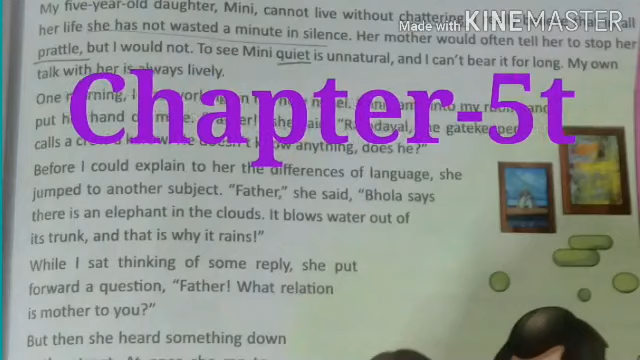 My five-year-old daughter, Mini, cannot live without chattering.
Made with KINEMASTER
her life she has not wasted a minute in silence. Her mother would often tell her to stop her
prattle, but I would not. To see Mini quiet is unnatural, and I can't bear it for long. My own
talk with her is always lively.
Chapter-5t
One morning, I
put her hand
calls a anything, does he?"
Before I could explain to her the differences of language, she
jumped to another subject. "Father," she said, "Bhola says
there is an elephant in the clouds. It blows water out of
its trunk, and that is why it rains!"
While I sat thinking of some reply, she put
forward a question, "Father! What relation
is mother to you?"
But then she heard something down